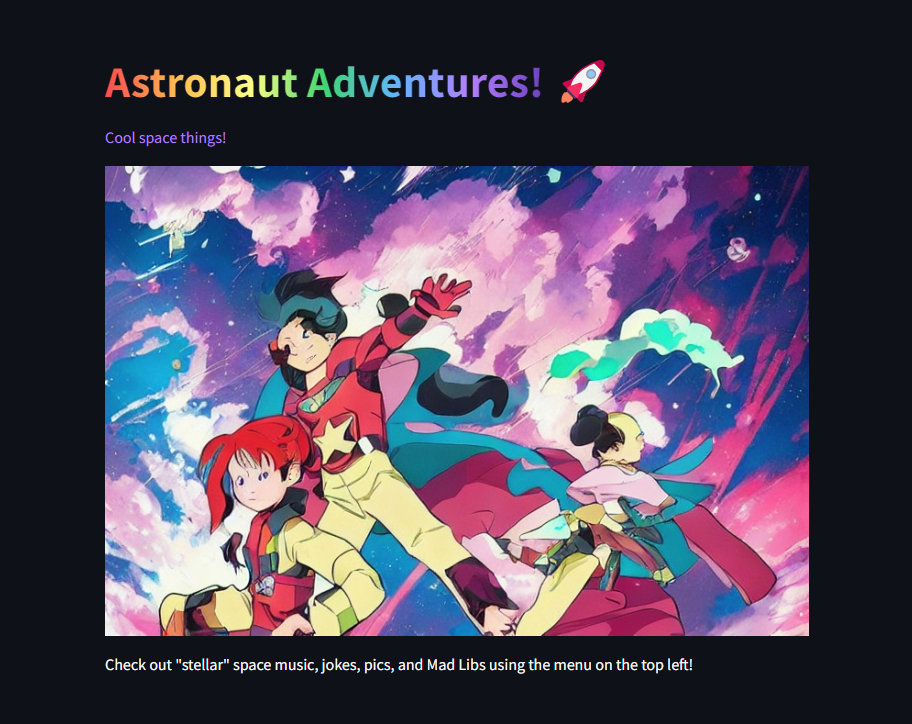 Astronaut Adventures! 🚀
Cool space things!
Check out "stellar" space music, jokes, pics, and Mad Libs using the menu on the top left!